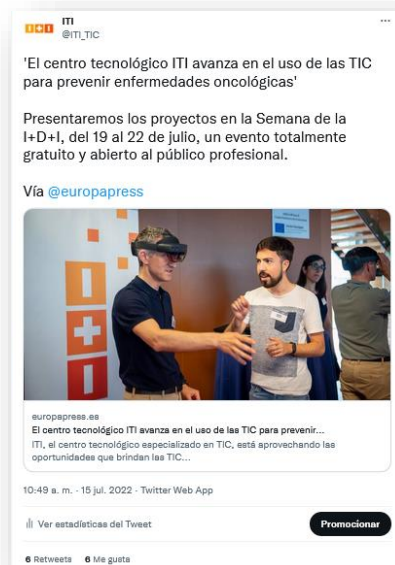 ITI
@ITI_TIC
'El centro tecnológico ITI avanza en el uso de las TIC
para prevenir enfermedades oncológicas'
Presentaremos los proyectos en la Semana de la
I+D+I, del 19 al 22 de julio, un evento totalmente
gratuito y abierto al público profesional.
Vía @europapress
europapress.es
El centro tecnológico ITI avanza en el uso de las TIC para prevenir...
ITI, el centro tecnológico especializado en TIC, está aprovechando las
oportunidades que brindan las TIC...
10:49 a. m. · 15 jul. 2022 · Twitter Web App
Ver estadísticas del Tweet
Promocionar
6 Retweets 6 Me gusta